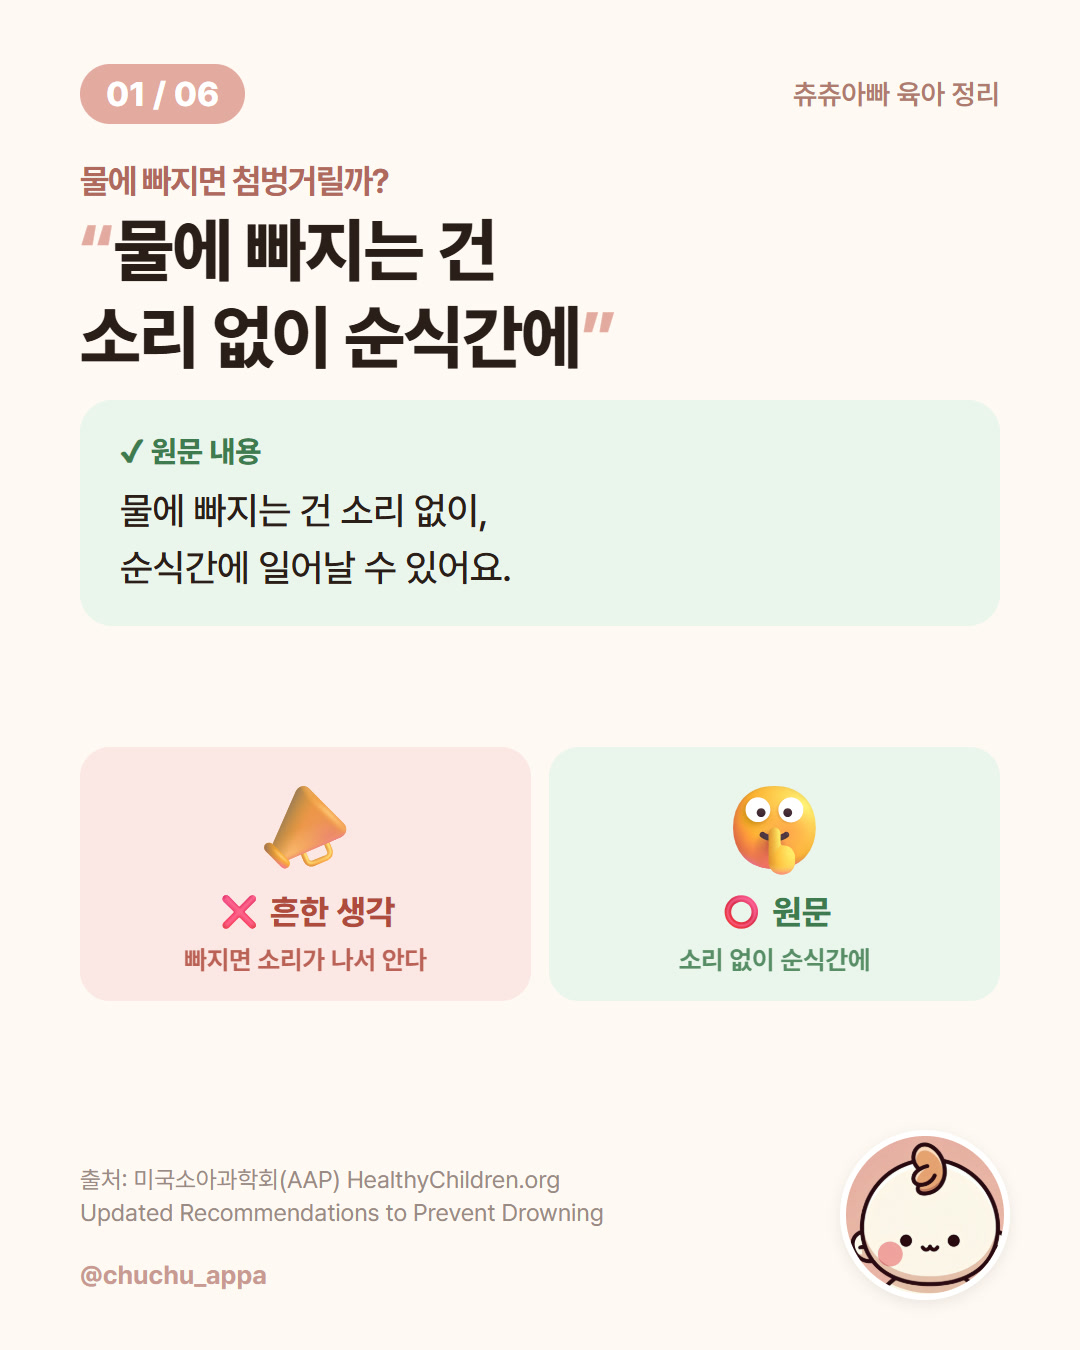 01 / 06
츄츄아빠 육아 정리
물에 빠지면 첨벙거릴까?
“물에 빠지는 건
소리 없이 순식간에”
✓ 원문 내용
물에 빠지는 건 소리 없이,
순식간에 일어날 수 있어요.
❌ 흔한 생각
빠지면 소리가 나서 안다
⭕ 원문
소리 없이 순식간에
출처: 미국소아과학회(AAP) HealthyChildren.org
Updated Recommendations to Prevent Drowning
@chuchu_appa